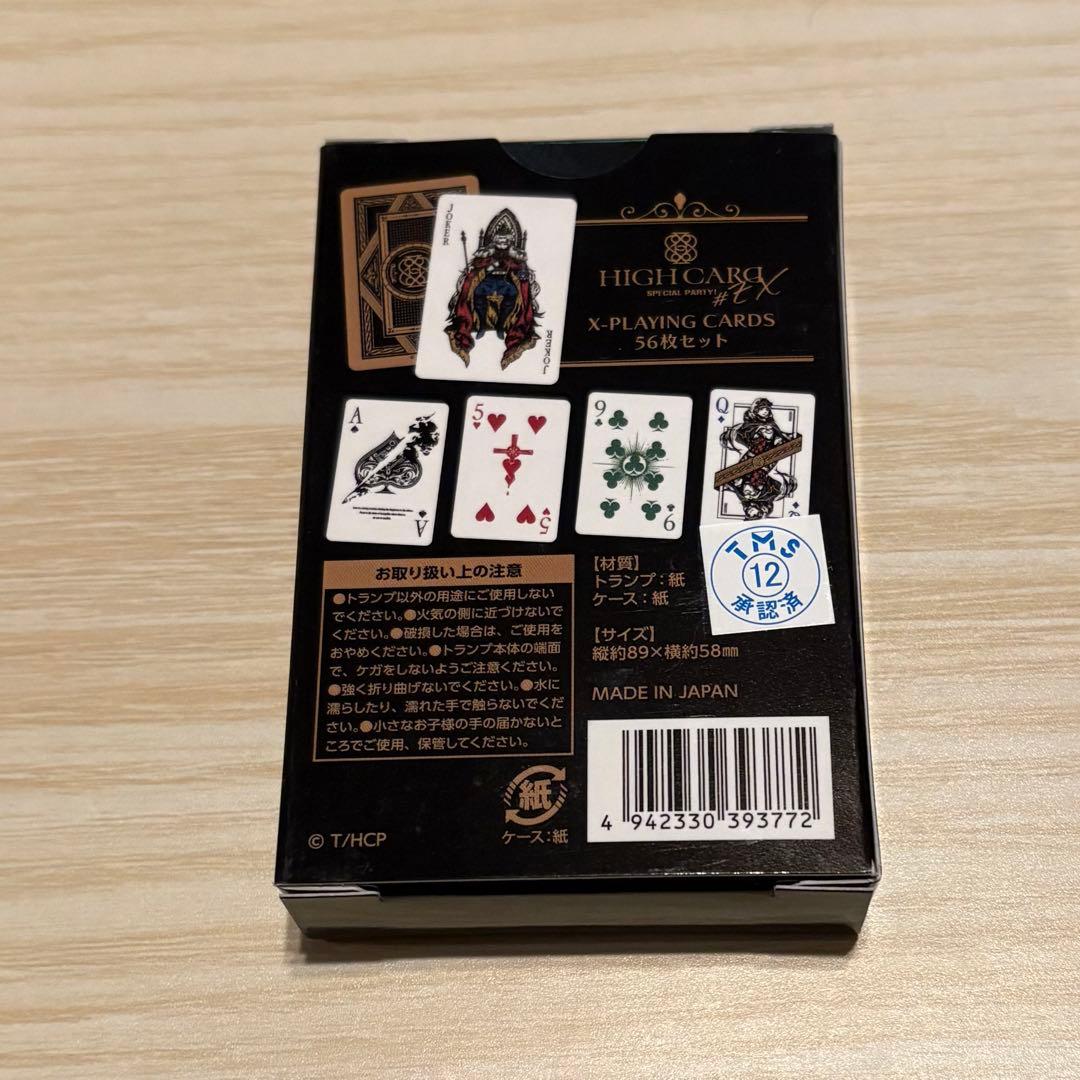 JOKER
JOKER
HIGH CARD
SPECIAL PARTY! #2 X
X-PLAYING CARDS
56枚セット
A
A
5
5
9
9
Q
お取り扱い上の注意
●トランプ以外の用途にご使用しない
でください。●火気の側に近づけないで
ください。●破損した場合は、ご使用を
おやめください。●トランプ本体の端面
で、ケガをしないようご注意ください。
●強く折り曲げないでください。●水に
濡らしたり、濡れた手で触らないでくだ
さい。●小さなお子様の手の届かないと
ころでご使用、保管してください。
【材質】
トランプ：紙
ケース：紙
【サイズ】
縦約89×横約58㎜
MADE IN JAPAN
TMS
12
承認済
紙
ケース：紙
4 942330 393772
© T/HCP